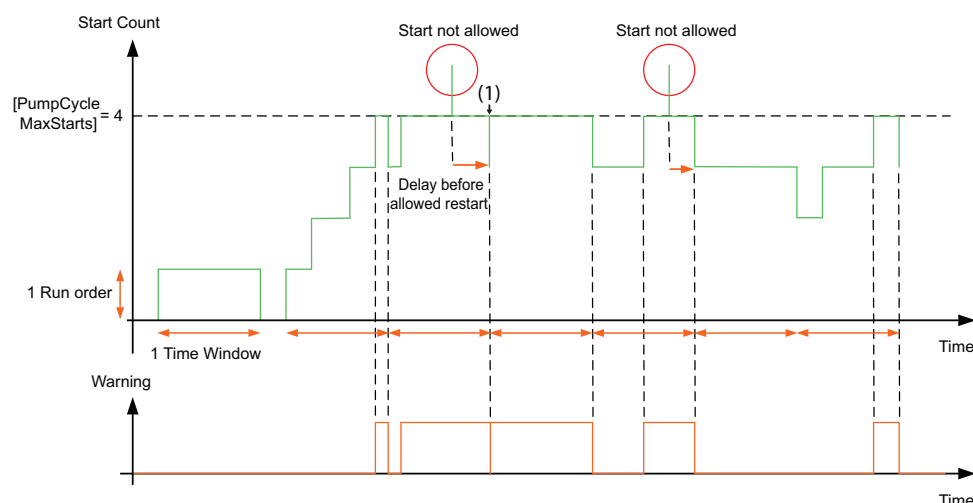 Start Count
Start not allowed
Start not allowed
(1)
[PumpCycle
MaxStarts] = 4
Delay before
allowed restart
1 Run order
1 Time Window
Time
Warning
Time